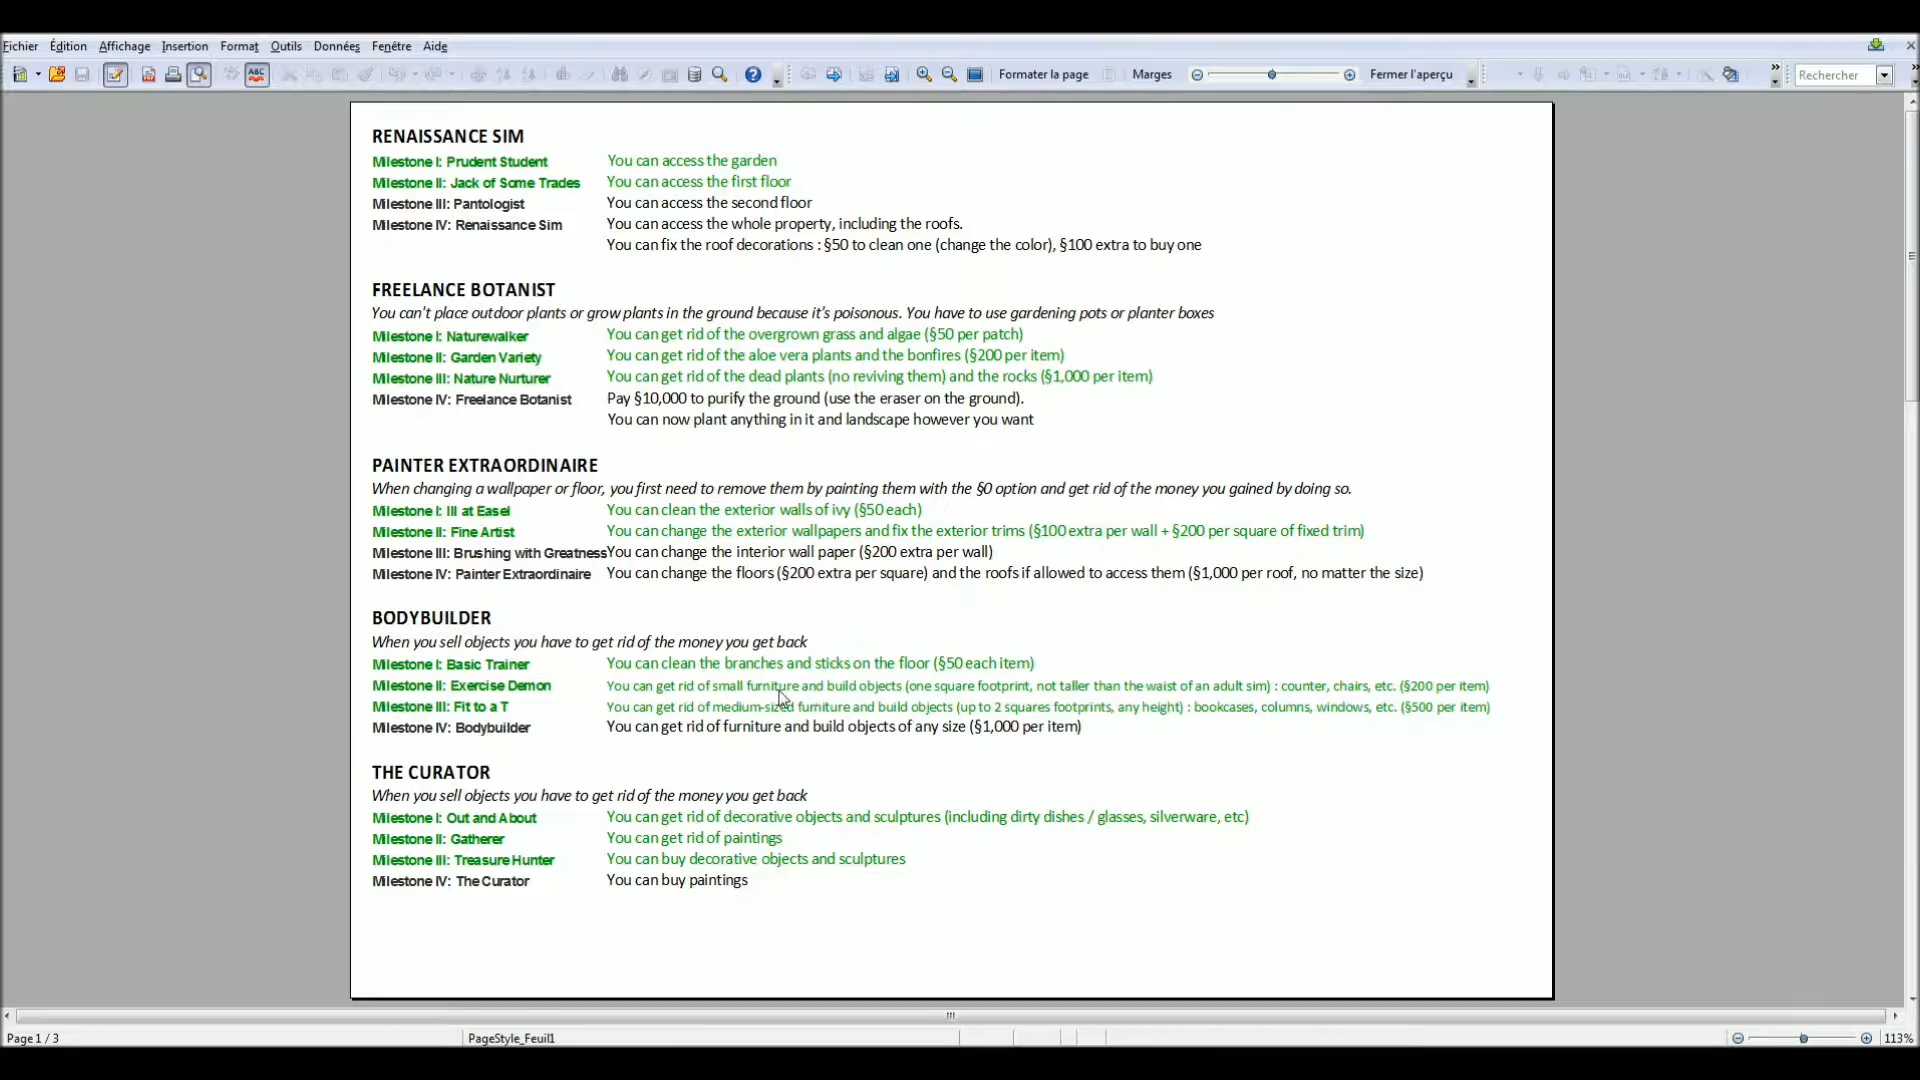 Fichier Édition Affichage Insertion Format Outils Données Fenêtre Aide
ABC Formater la page Marges Fermer l'aperçu Rechercher
RENAISSANCE SIM
Milestone I: Prudent Student You can access the garden
Milestone II: Jack of Some Trades You can access the first floor
Milestone III: Pantologist You can access the second floor
Milestone IV: Renaissance Sim You can access the whole property, including the roofs.
You can fix the roof decorations : §50 to clean one (change the color), §100 extra to buy one
FREELANCE BOTANIST
You can't place outdoor plants or grow plants in the ground because it's poisonous. You have to use gardening pots or planter boxes
Milestone I: Naturewalker You can get rid of the overgrown grass and algae (§50 per patch)
Milestone II: Garden Variety You can get rid of the aloe vera plants and the bonfires (§200 per item)
Milestone III: Nature Nurturer You can get rid of the dead plants (no reviving them) and the rocks (§1,000 per item)
Milestone IV: Freelance Botanist Pay §10,000 to purify the ground (use the eraser on the ground).
You can now plant anything in it and landscape however you want
PAINTER EXTRAORDINAIRE
When changing a wallpaper or floor, you first need to remove them by painting them with the §0 option and get rid of the money you gained by doing so.
Milestone I: Ill at Easel You can clean the exterior walls of ivy (§50 each)
Milestone II: Fine Artist You can change the exterior wallpapers and fix the exterior trims (§100 extra per wall + §200 per square of fixed trim)
Milestone III: Brushing with Greatness You can change the interior wall paper (§200 extra per wall)
Milestone IV: Painter Extraordinaire You can change the floors (§200 extra per square) and the roofs if allowed to access them (§1,000 per roof, no matter the size)
BODYBUILDER
When you sell objects you have to get rid of the money you get back
Milestone I: Basic Trainer You can clean the branches and sticks on the floor (§50 each item)
Milestone II: Exercise Demon You can get rid of small furniture and build objects (one square footprint, not taller than the waist of an adult sim) : counter, chairs, etc. (§200 per item)
Milestone III: Fit to a T You can get rid of medium-sized furniture and build objects (up to 2 squares footprints, any height) : bookcases, columns, windows, etc. (§500 per item)
Milestone IV: Bodybuilder You can get rid of furniture and build objects of any size (§1,000 per item)
THE CURATOR
When you sell objects you have to get rid of the money you get back
Milestone I: Out and About You can get rid of decorative objects and sculptures (including dirty dishes / glasses, silverware, etc)
Milestone II: Gatherer You can get rid of paintings
Milestone III: Treasure Hunter You can buy decorative objects and sculptures
Milestone IV: The Curator You can buy paintings
Page 1 / 3 PageStyle_Feuil1 113%